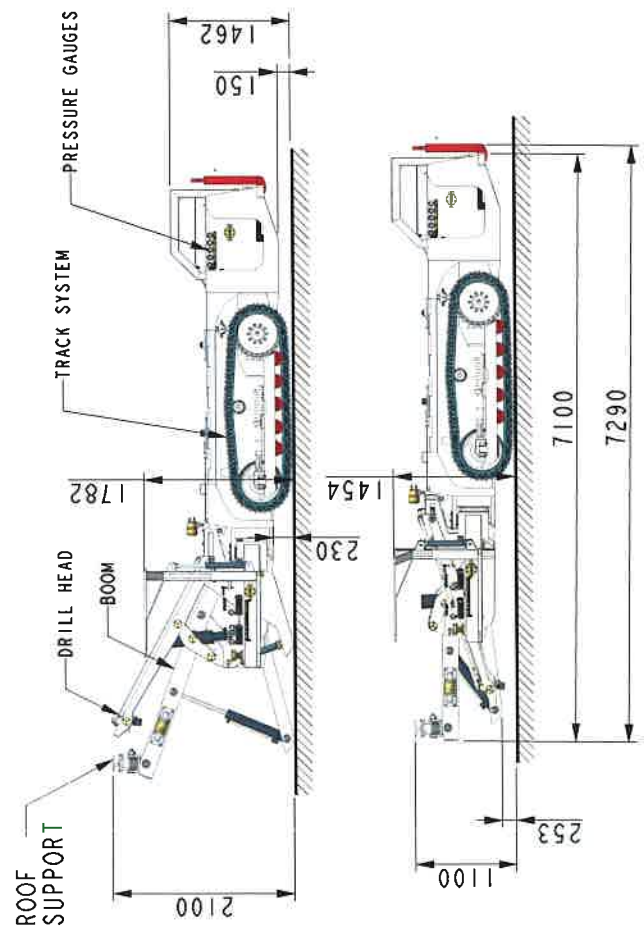 PRESSURE GAUGES
TRACK SYSTEM
DRILL HEAD
BOOM
ROOF
SUPPORT
1462
150
1782
230
2100
1454
7100
7290
253
1100